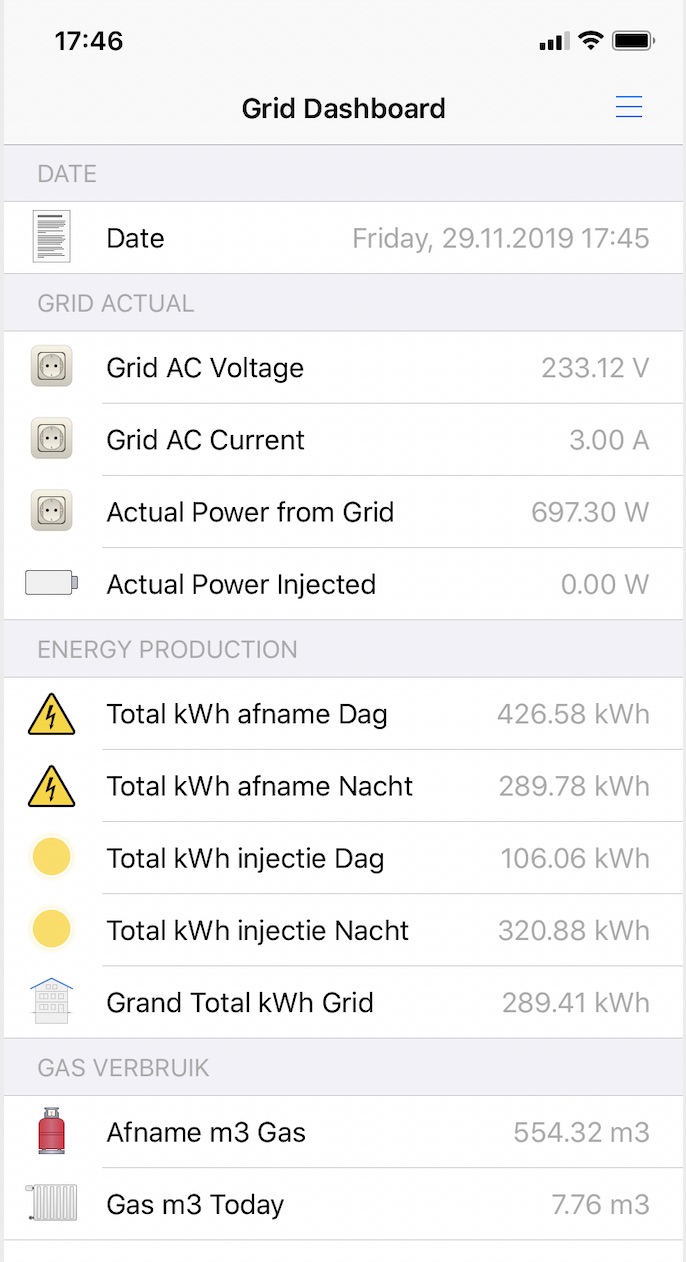 17:46
Grid Dashboard
DATE
Date Friday, 29.11.2019 17:45
GRID ACTUAL
Grid AC Voltage 233.12 V
Grid AC Current 3.00 A
Actual Power from Grid 697.30 W
Actual Power Injected 0.00 W
ENERGY PRODUCTION
Total kWh afname Dag 426.58 kWh
Total kWh afname Nacht 289.78 kWh
Total kWh injectie Dag 106.06 kWh
Total kWh injectie Nacht 320.88 kWh
Grand Total kWh Grid 289.41 kWh
GAS VERBRUIK
Afname m3 Gas 554.32 m3
Gas m3 Today 7.76 m3